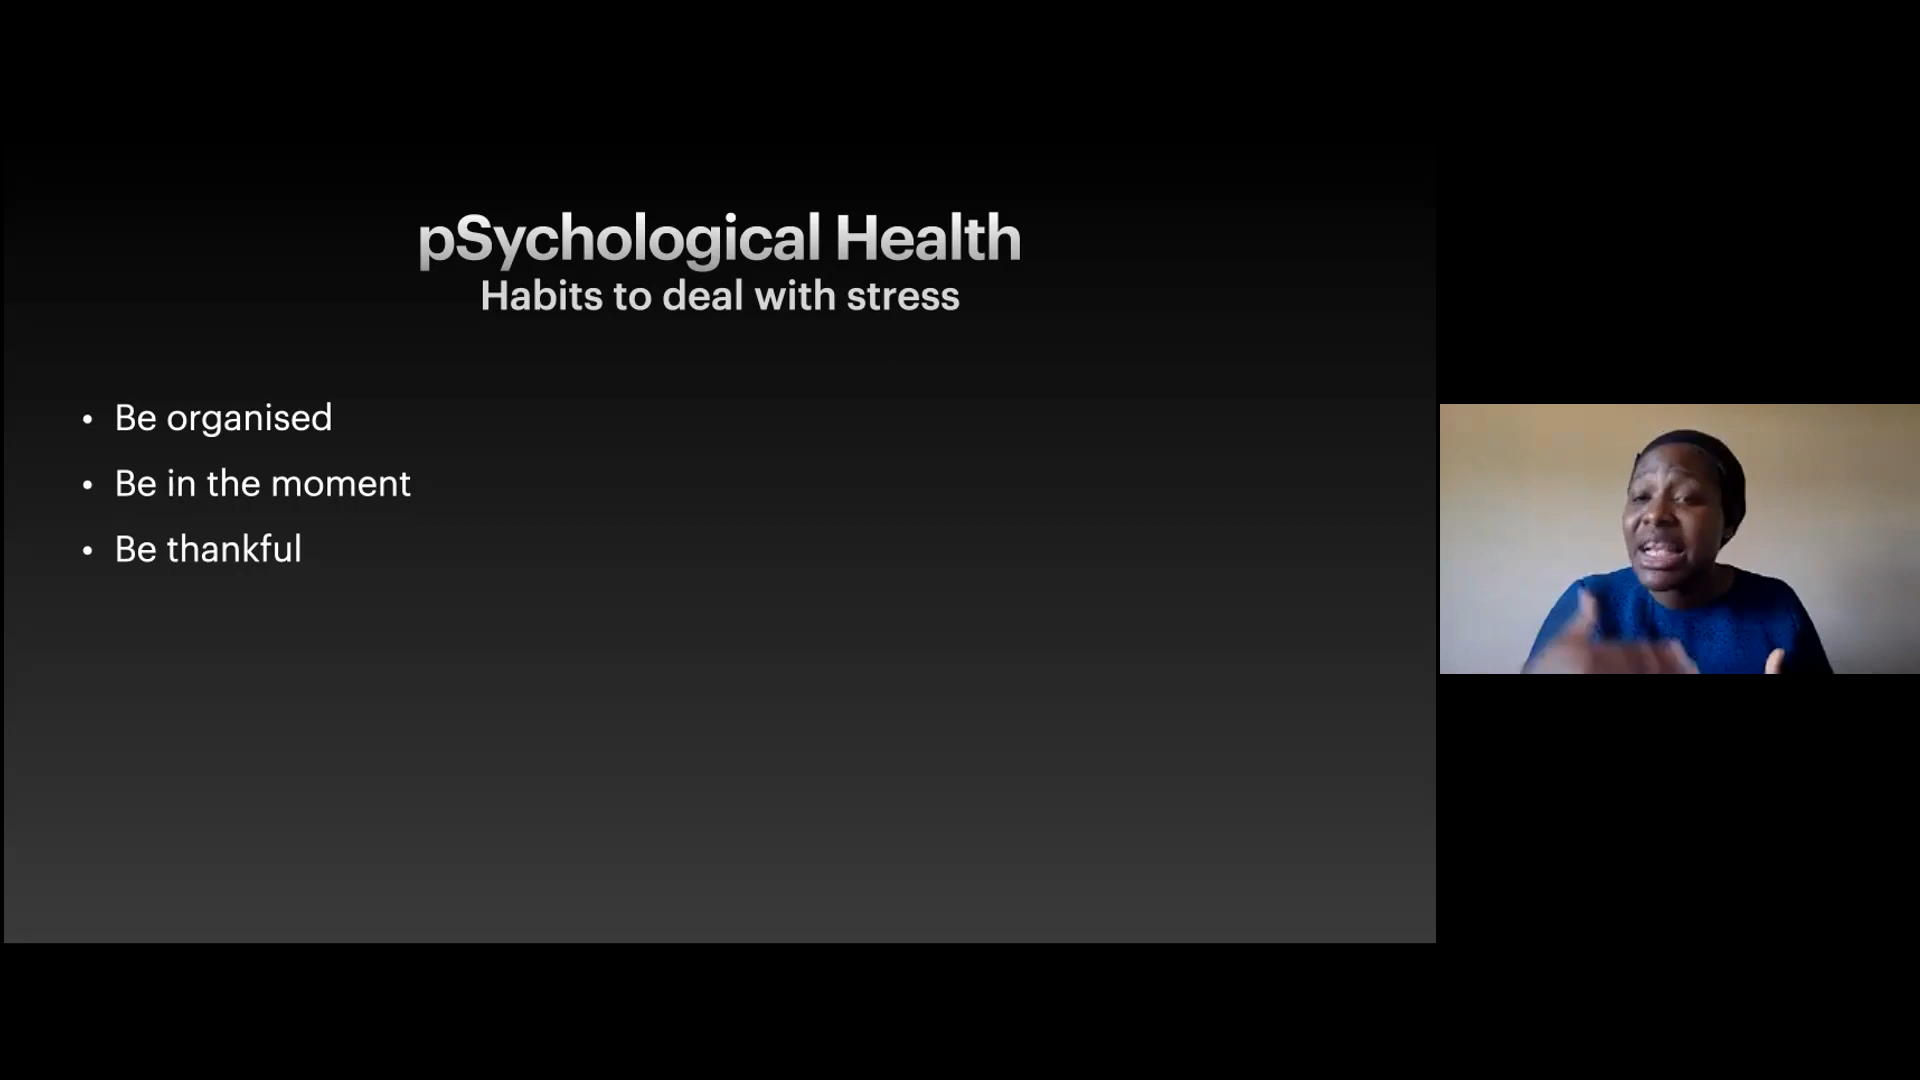 pSychological Health
Habits to deal with stress
• Be organised
• Be in the moment
• Be thankful